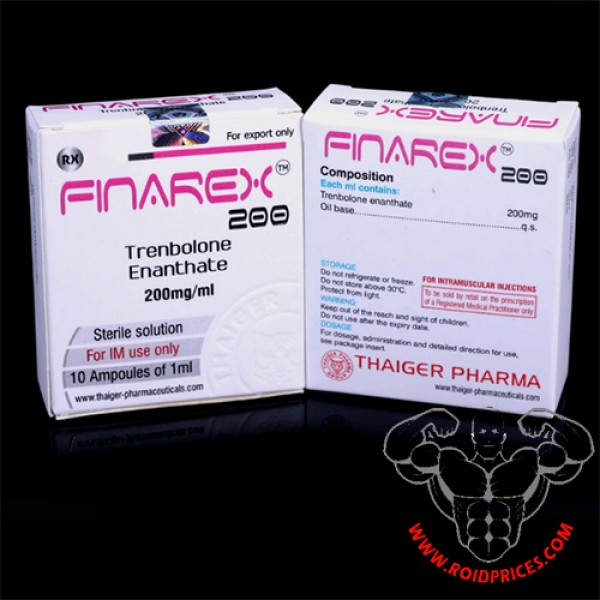 Trenbolone
200
For export only
RX
FINAREX™
200
Trenbolone
Enanthate
200mg/ml
Sterile solution
For IM use only
10 Ampoules of 1ml
www.thaiger-pharmaceuticals.com
THAIGER
FINAREX 200
Trenbolone
FINAREX™ 200
Composition
Each ml contains:
Trenbolone enanthate 200mg
Oil base q.s.
STORAGE
Do not refrigerate or freeze.
Do not store above 30°C.
Protect from light.
WARNING
Keep out of the reach and sight of children.
Do not use after the expiry date.
DOSAGE
For dosage, administration and detailed direction for use,
see package insert.
FOR INTRAMUSCULAR INJECTIONS
To be sold by retail on the prescription
of a Registered Medical Practitioner only
THAIGER PHARMA
www.thaiger-pharmaceuticals.com
WWW.ROIDPRICES.COM